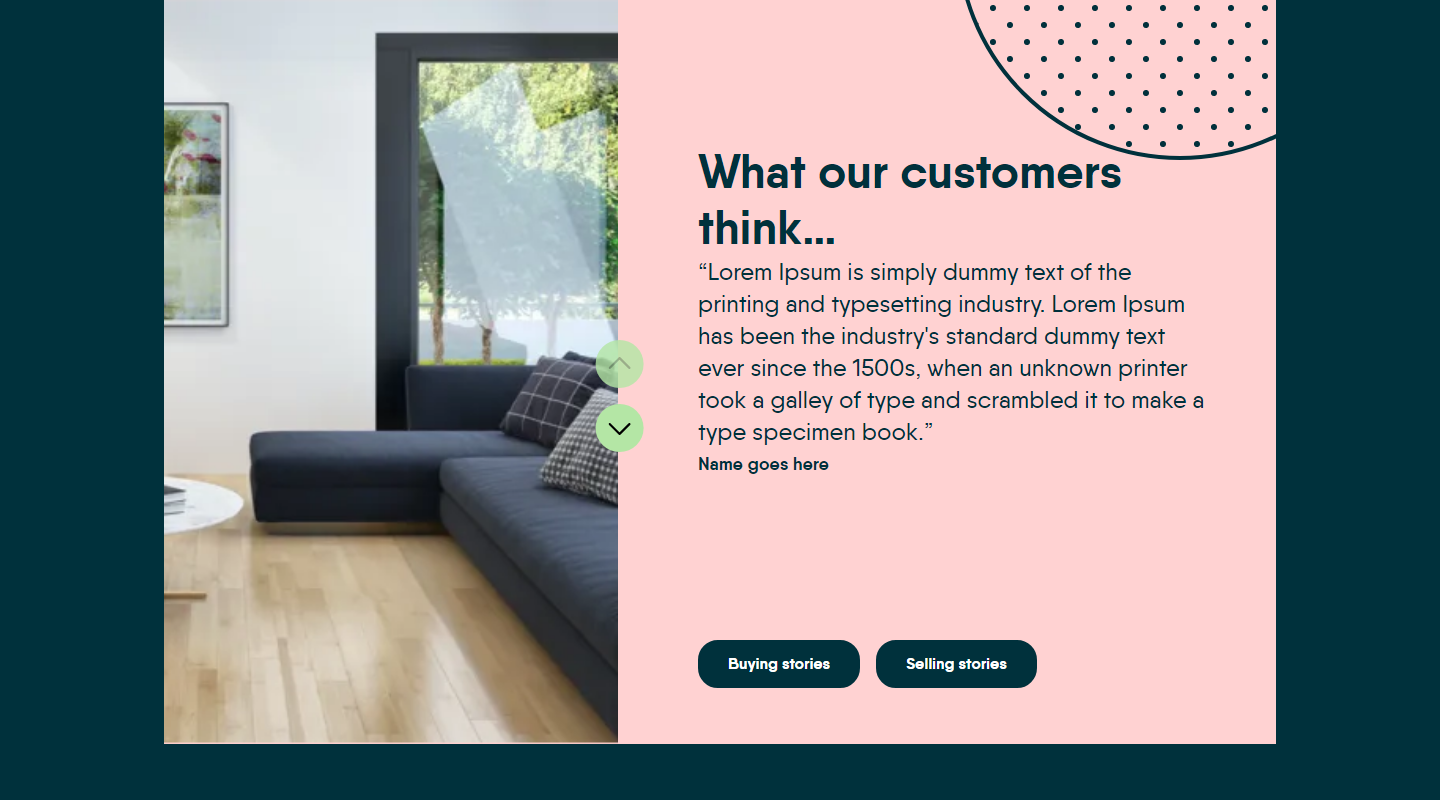 What our customers
think...
“Lorem Ipsum is simply dummy text of the
printing and typesetting industry. Lorem Ipsum
has been the industry's standard dummy text
ever since the 1500s, when an unknown printer
took a galley of type and scrambled it to make a
type specimen book.”
Name goes here
Buying stories
Selling stories